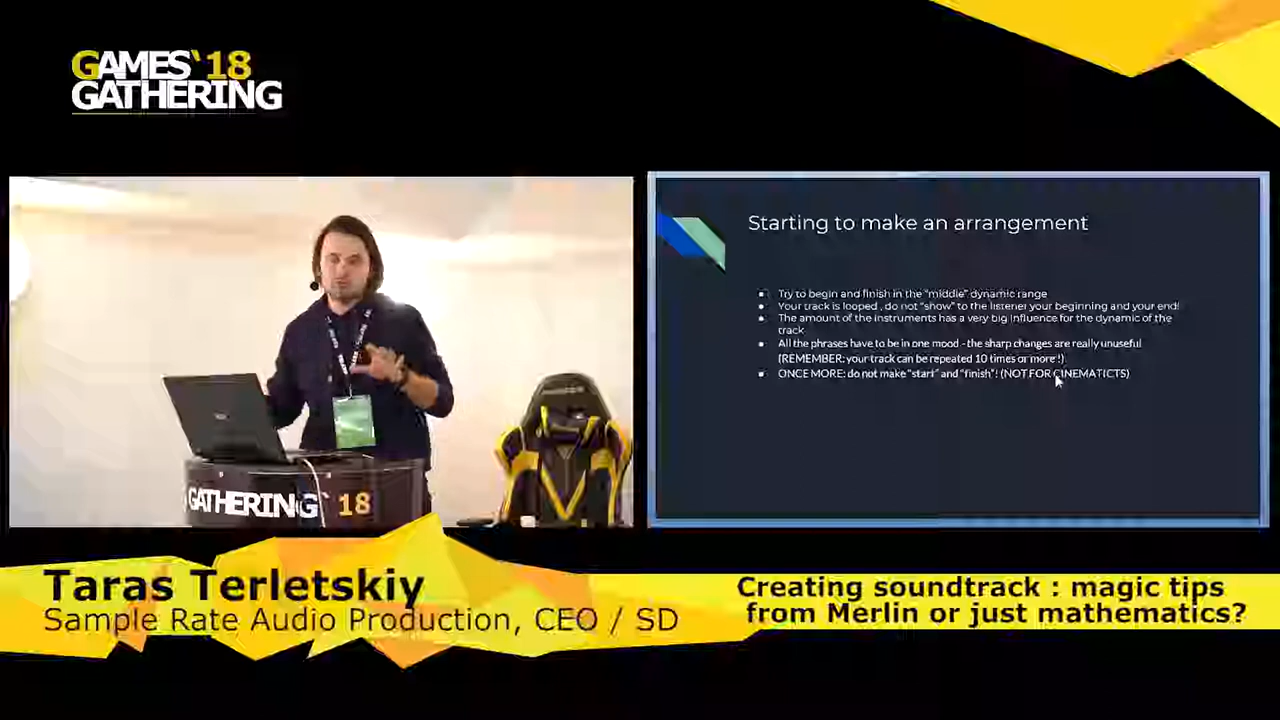 GAMES`18
GATHERING
Starting to make an arrangement
Try to begin and finish in the "middle" dynamic range
Your track is looped , do not "show" to the listener your beginning and your end!
The amount of the instruments has a very big influence for the dynamic of the
track
All the phrases have to be in one mood - the sharp changes are really unuseful
(REMEMBER: your track can be repeated 10 times or more !)
ONCE MORE: do not make "start" and "finish"! (NOT FOR CINEMATICTS)
GATHERING`18
Taras Terletskiy
Sample Rate Audio Production, CEO / SD
Creating soundtrack : magic tips
from Merlin or just mathematics?